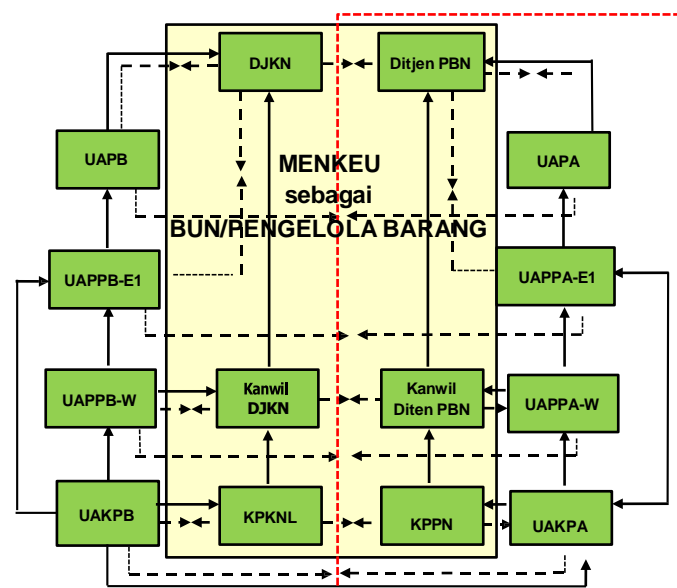 DJKN
Ditjen PBN
UAPB
UAPA
MENKEU
sebagai
BUN/PENGELOLA BARANG
UAPPB-E1
UAPPA-E1
UAPPB-W
Kanwil
DJKN
Kanwil
Diten PBN
UAPPA-W
UAKPB
KPKNL
KPPN
UAKPA